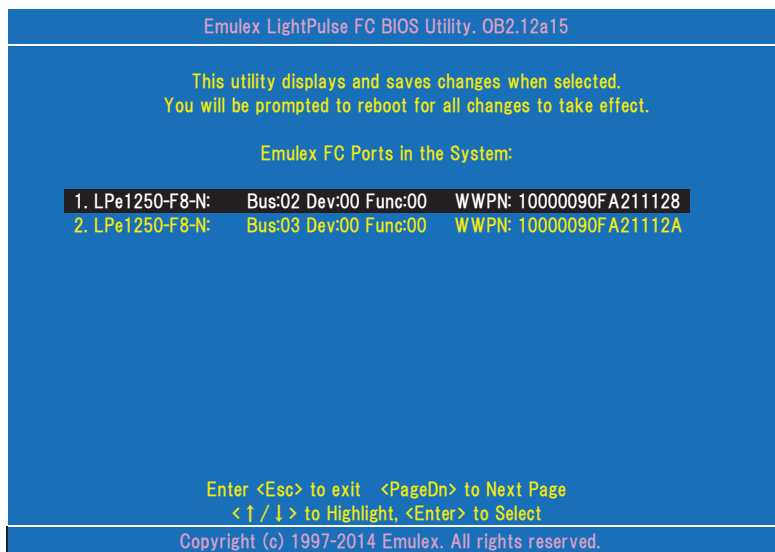 Emulex LightPulse FC BIOS Utility. OB2.12a15
This utility displays and saves changes when selected.
You will be prompted to reboot for all changes to take effect.
Emulex FC Ports in the System:
1. LPe1250-F8-N: Bus:02 Dev:00 Func:00 WWPN: 10000090FA211128
2. LPe1250-F8-N: Bus:03 Dev:00 Func:00 WWPN: 10000090FA21112A
Enter <Esc> to exit <PageDn> to Next Page
<↑/↓> to Highlight, <Enter> to Select
Copyright (c) 1997-2014 Emulex. All rights reserved.